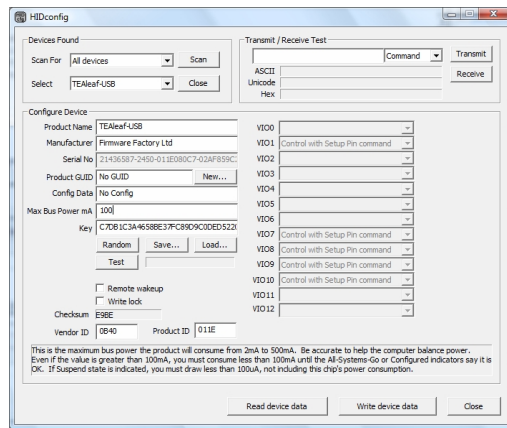 HIDconfig
Devices Found
Scan For All devices Scan
Select TEAleaf-USB Close
Transmit / Receive Test
Command Transmit
ASCII Receive
Unicode
Hex
Configure Device
Product Name TEAleaf-USB
Manufacturer Firmware Factory Ltd
Serial No 21436587-2450-011E080C7-02AF859C
Product GUID No GUID New...
Config Data No Config
Max Bus Power mA 100
Key C7DB1C3A4658BE37FC89D9C0DED522
Random Save... Load...
Test
Remote wakeup
Write lock
Checksum E9BE
Vendor ID 0B40 Product ID 011E
VIO0
VIO1 Control with Setup Pin command
VIO2
VIO3
VIO4
VIO5
VIO6
VIO7 Control with Setup Pin command
VIO8 Control with Setup Pin command
VIO9 Control with Setup Pin command
VIO10 Control with Setup Pin command
VIO11
VIO12
This is the maximum bus power the product will consume from 2mA to 500mA. Be accurate to help the computer balance power.
Even if the value is greater than 100mA, you must consume less than 100mA until the All-Systems-Go or Configured indicators say it is
OK. If Suspend state is indicated, you must draw less than 100uA, not including this chip's power consumption.
Read device data Write device data Close